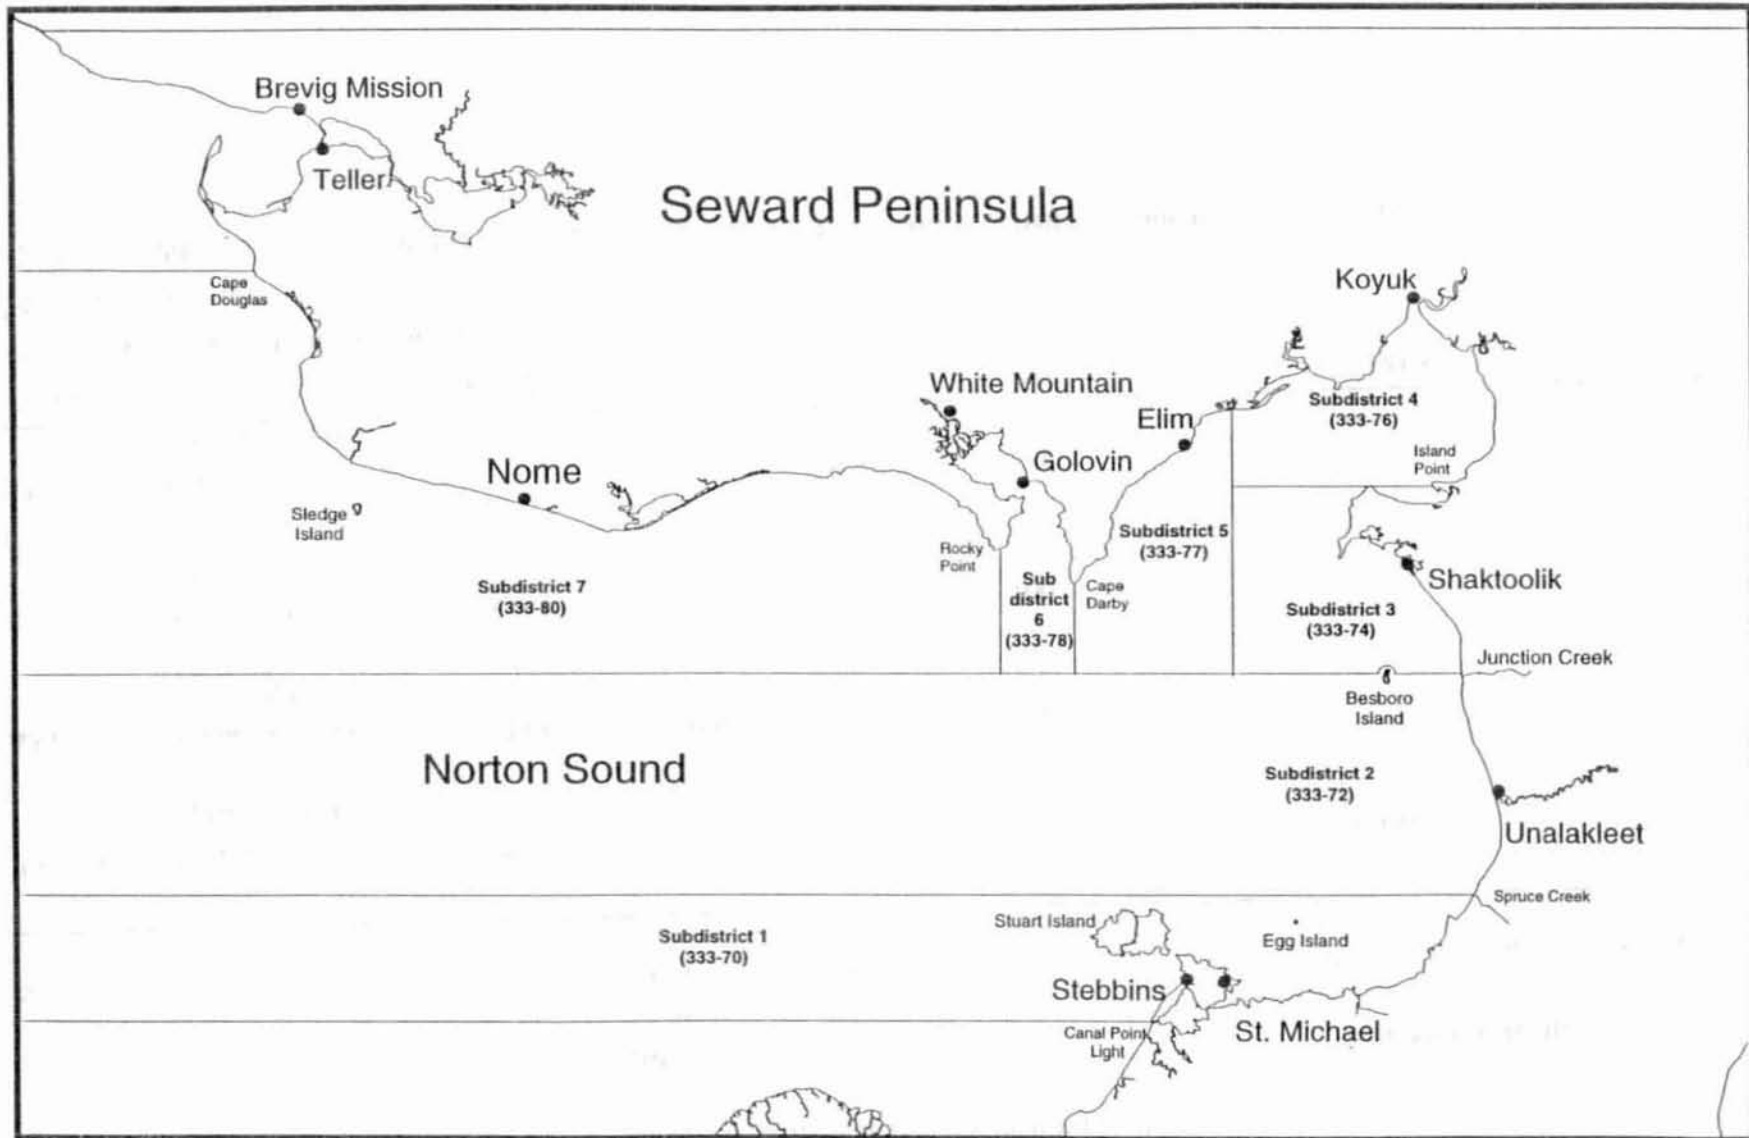 Brevig Mission
Teller
Seward Peninsula
Cape
Douglas
Koyuk
White Mountain
Subdistrict 4
(333-76)
Elim
Island
Point
Golovin
Nome
Sledge
Island
Subdistrict 5
(333-77)
Rocky
Point
Shaktoolik
Sub
district
6
(333-78)
Cape
Darby
Subdistrict 7
(333-80)
Subdistrict 3
(333-74)
Junction Creek
Besboro
Island
Norton Sound
Subdistrict 2
(333-72)
Unalakleet
Spruce Creek
Stuart Island
Egg Island
Subdistrict 1
(333-70)
Stebbins
Canal Point
Light
St. Michael